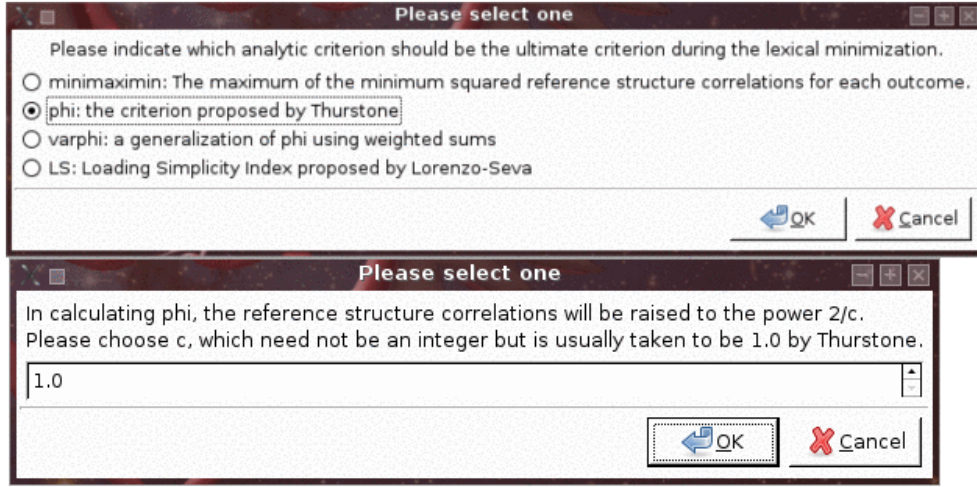 Please select one
Please indicate which analytic criterion should be the ultimate criterion during the lexical minimization.
minimaximin: The maximum of the minimum squared reference structure correlations for each outcome.
phi: the criterion proposed by Thurstone
varphi: a generalization of phi using weighted sums
LS: Loading Simplicity Index proposed by Lorenzo-Seva
OK Cancel
Please select one
In calculating phi, the reference structure correlations will be raised to the power 2/c.
Please choose c, which need not be an integer but is usually taken to be 1.0 by Thurstone.
1.0
OK Cancel